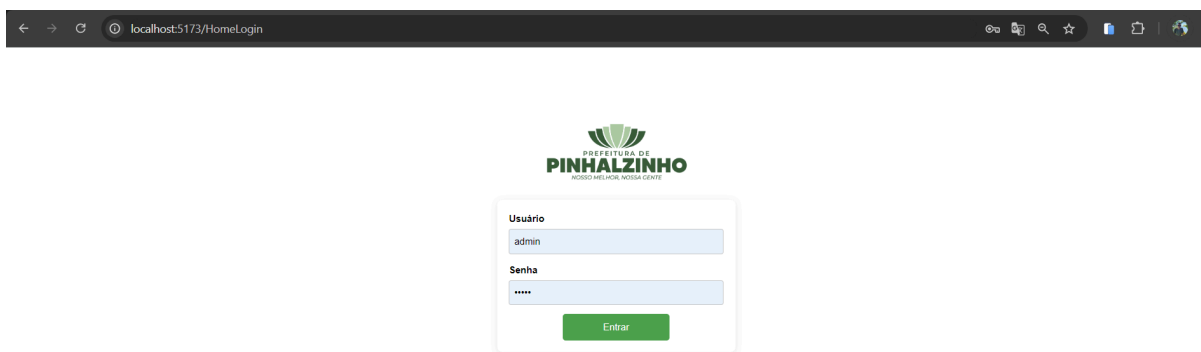 localhost:5173/HomeLogin
PREFEITURA DE
PINHALZINHO
NOSSO MELHOR, NOSSA GENTE
Usuário
admin
Senha
•••••
Entrar